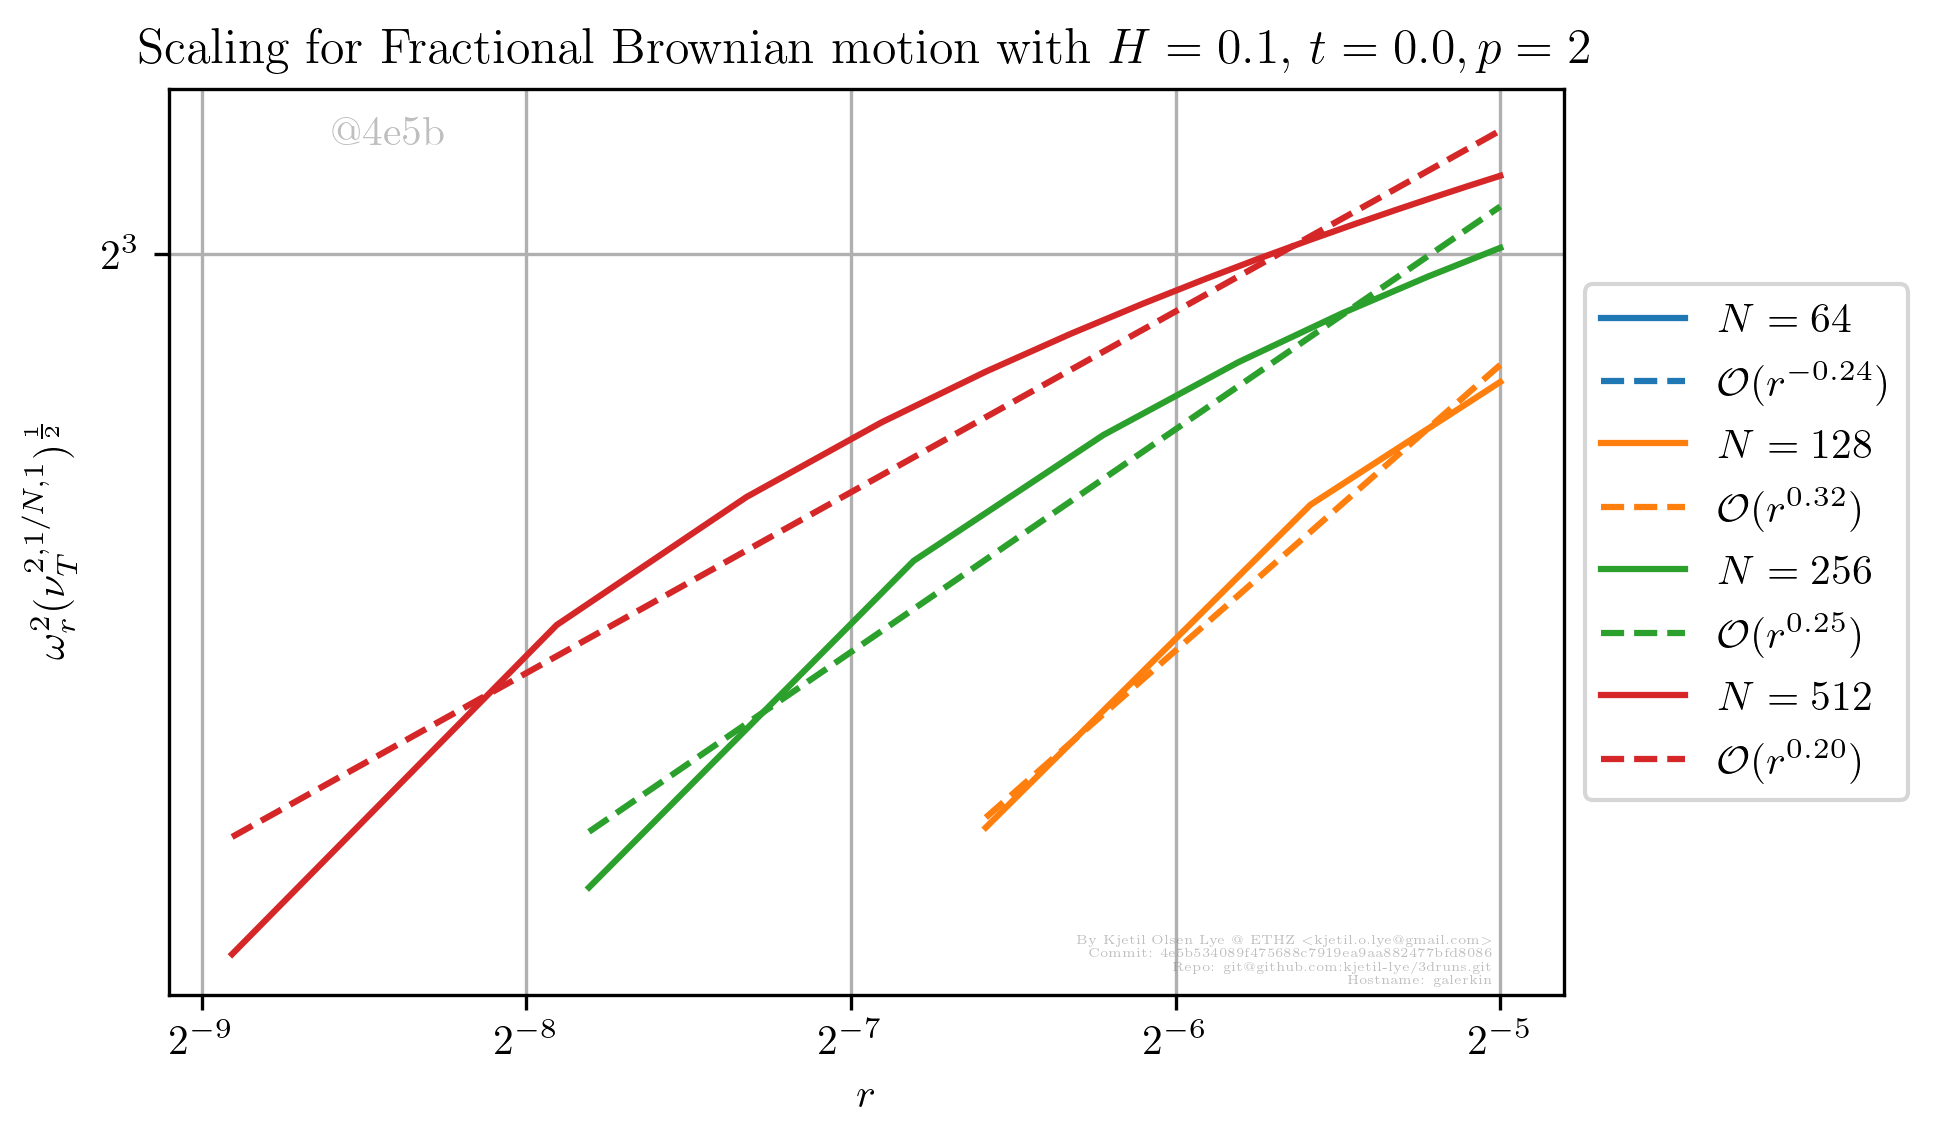 Scaling for Fractional Brownian motion with H = 0.1, t = 0.0, p = 2
@4e5b
2^3
ω_r^2(ν_T^{2,1/N,1})^{1/2}
N = 64
O(r^{-0.24})
N = 128
O(r^{0.32})
N = 256
O(r^{0.25})
N = 512
O(r^{0.20})
By Kjetil Olsen Lye @ ETHZ <kjetil.o.lye@gmail.com>
Commit: 4e5b534089f475688c7919ea9aa882477bfd8086
Repo: git@github.com:kjetil-lye/3druns.git
Hostname: galerkin
2^{-9} 2^{-8} 2^{-7} 2^{-6} 2^{-5}
r